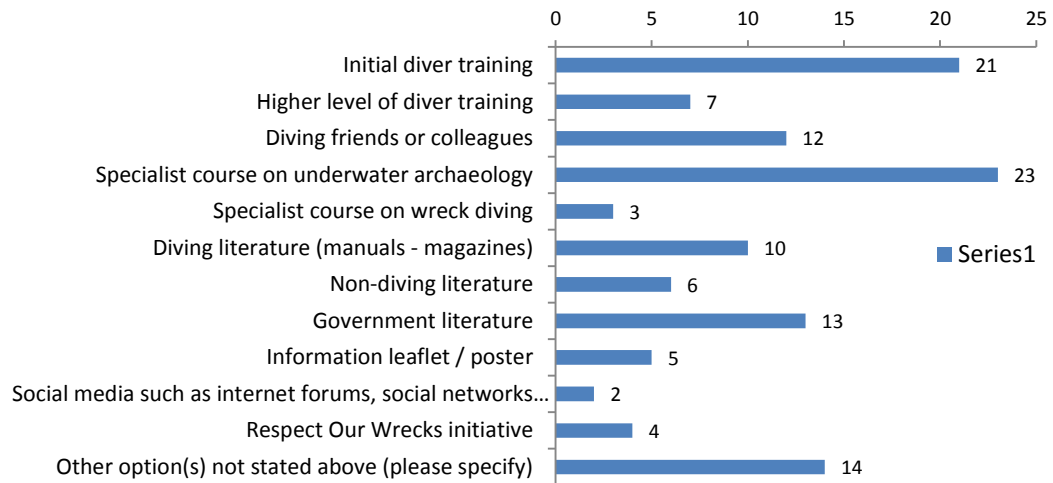 0 5 10 15 20 25
Initial diver training 21
Higher level of diver training 7
Diving friends or colleagues 12
Specialist course on underwater archaeology 23
Specialist course on wreck diving 3
Diving literature (manuals - magazines) 10
Series1
Non-diving literature 6
Government literature 13
Information leaflet / poster 5
Social media such as internet forums, social networks... 2
Respect Our Wrecks initiative 4
Other option(s) not stated above (please specify) 14